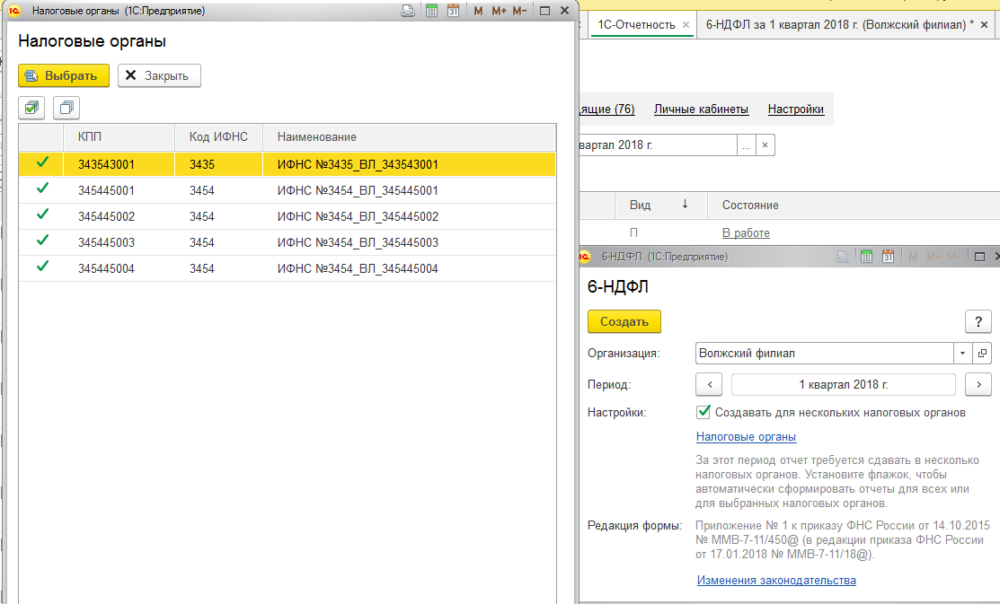 Налоговые органы (1С:Предприятие)
M M+ M-
Налоговые органы
Выбрать
Закрыть
КПП Код ИФНС Наименование
343543001 3435 ИФНС №3435_ВЛ_343543001
345445001 3454 ИФНС №3454_ВЛ_345445001
345445002 3454 ИФНС №3454_ВЛ_345445002
345445003 3454 ИФНС №3454_ВЛ_345445003
345445004 3454 ИФНС №3454_ВЛ_345445004
1С-Отчетность
6-НДФЛ за 1 квартал 2018 г. (Волжский филиал) *
дящие (76) Личные кабинеты Настройки
вартал 2018 г. ...
Вид Состояние
П В работе
6-НДФЛ (1С:Предприятие)
31 M M+ M-
6-НДФЛ
Создать ?
Организация: Волжский филиал
Период: < 1 квартал 2018 г. >
Настройки: Создавать для нескольких налоговых органов
Налоговые органы
За этот период отчет требуется сдавать в несколько
налоговых органов. Установите флажок, чтобы
автоматически сформировать отчеты для всех или
для выбранных налоговых органов.
Редакция формы: Приложение № 1 к приказу ФНС России от 14.10.2015
№ ММВ-7-11/450@ (в редакции приказа ФНС России
от 17.01.2018 № ММВ-7-11/18@).
Изменения законодательства